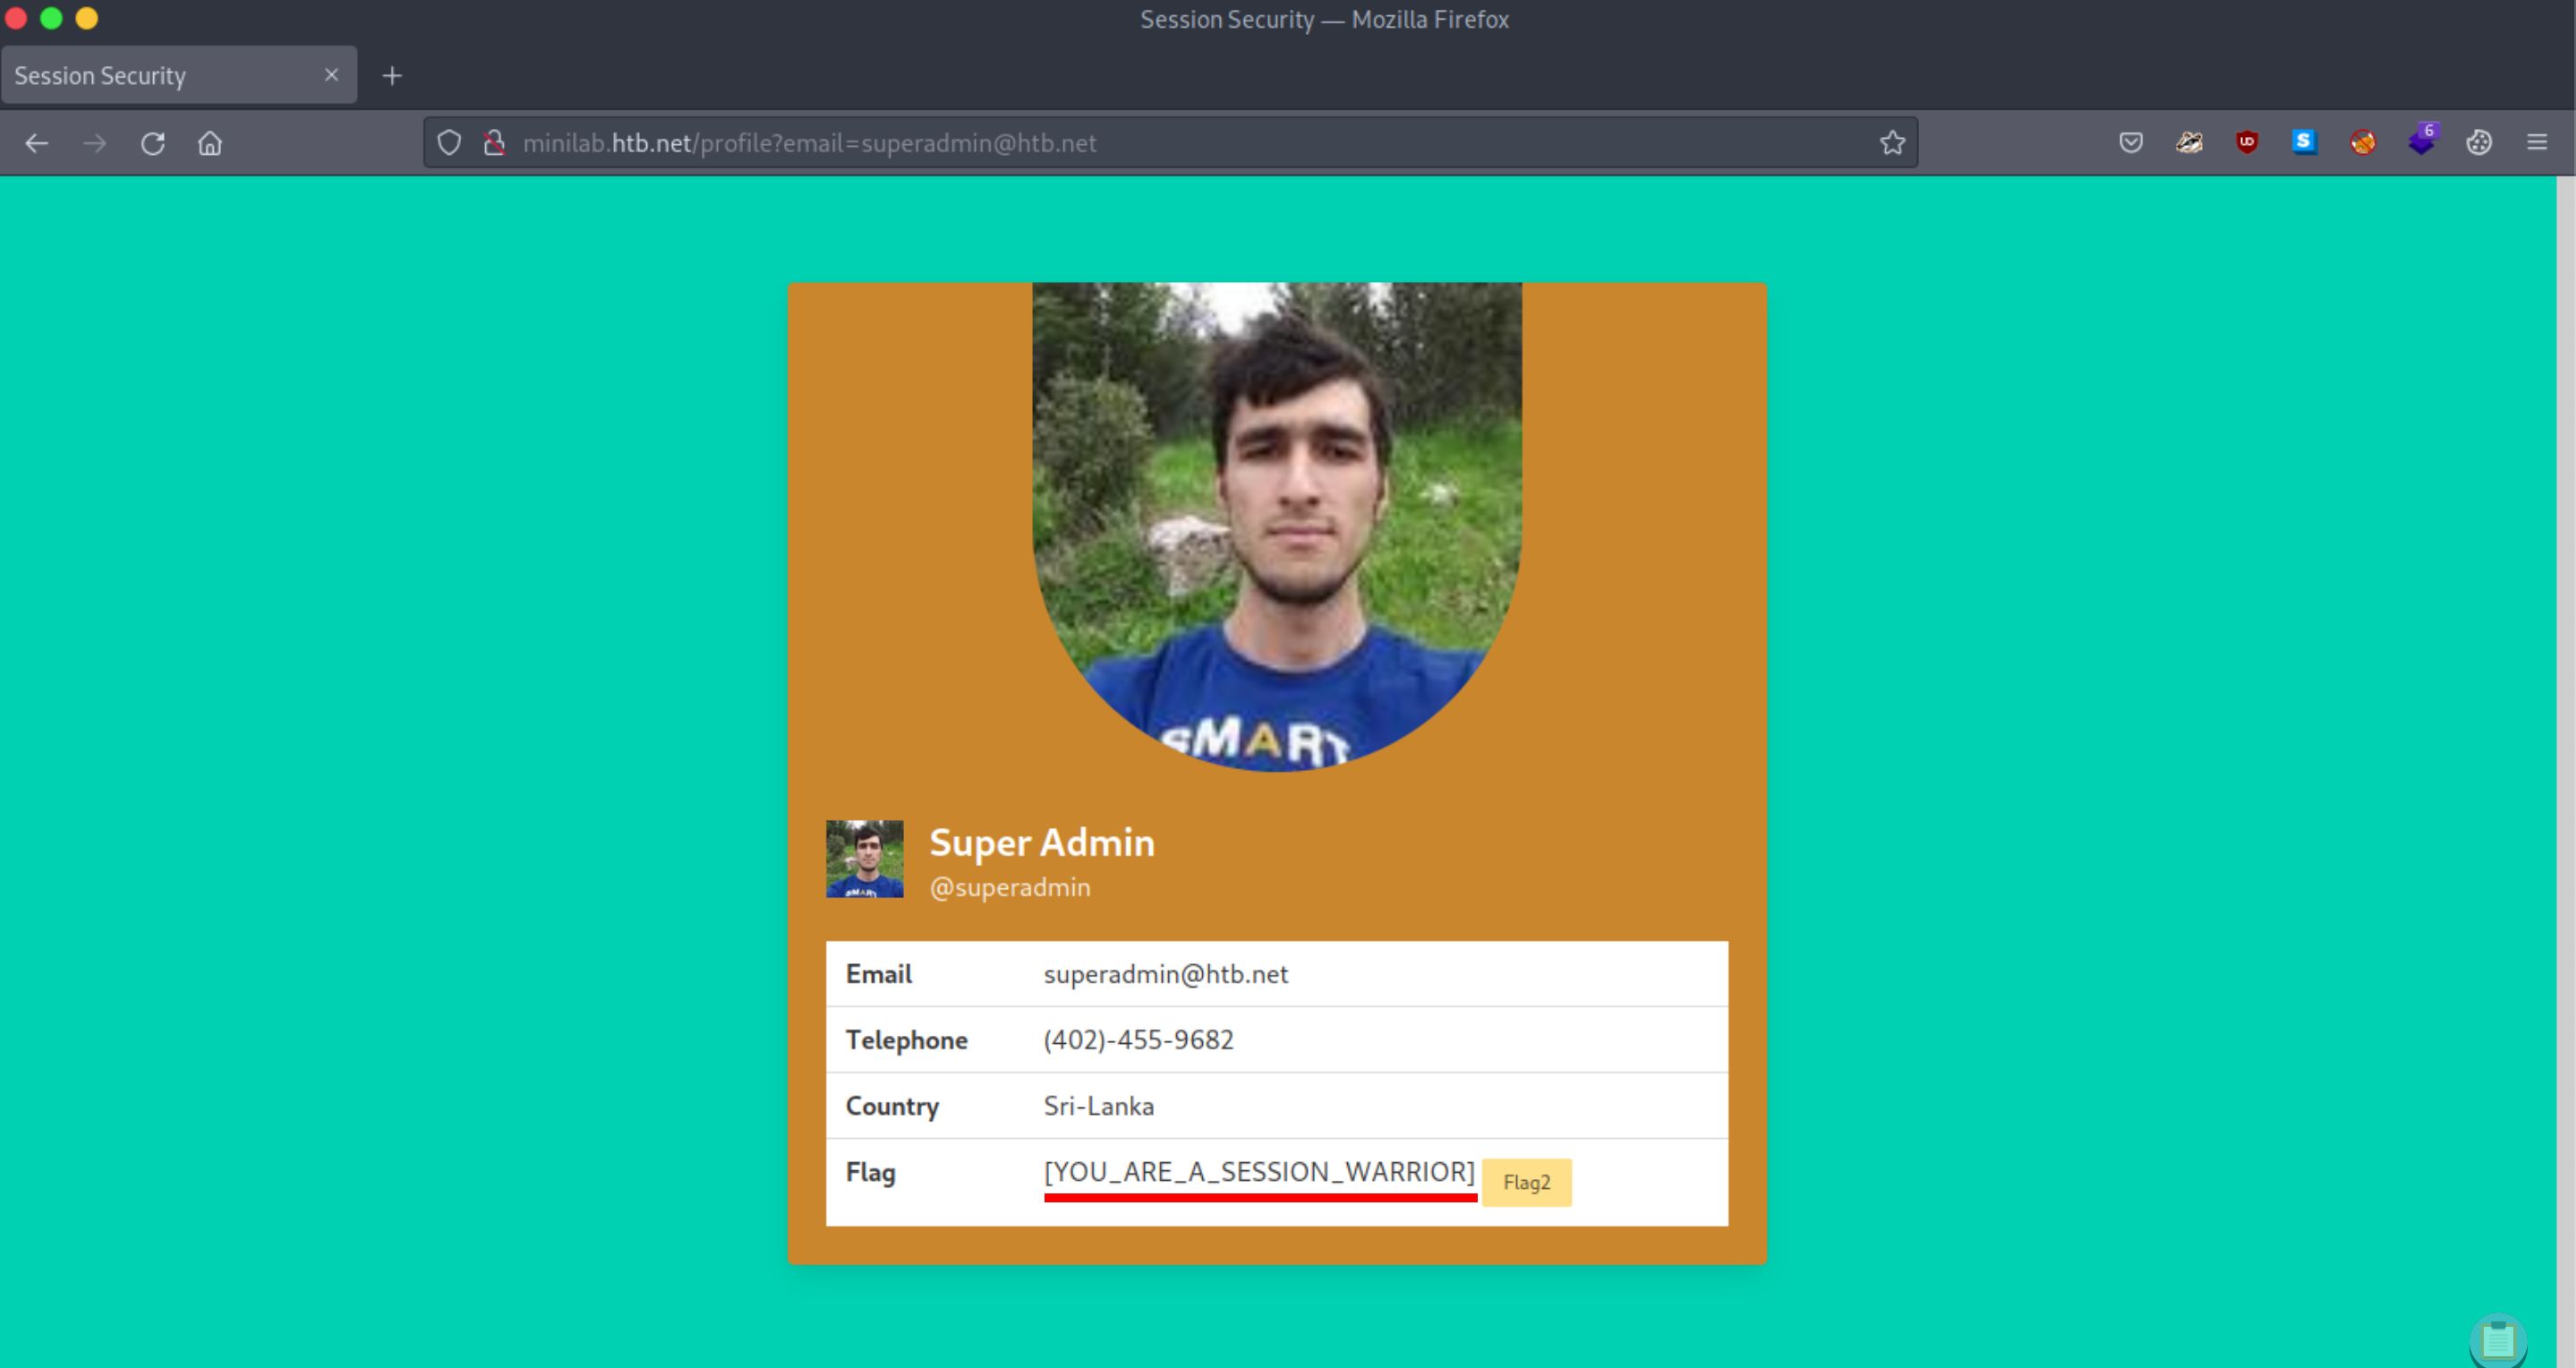 Session Security — Mozilla Firefox
Session Security
minilab.htb.net/profile?email=superadmin@htb.net
6
SMART
Super Admin
@superadmin
Email superadmin@htb.net
Telephone (402)-455-9682
Country Sri-Lanka
Flag [YOU_ARE_A_SESSION_WARRIOR] Flag2